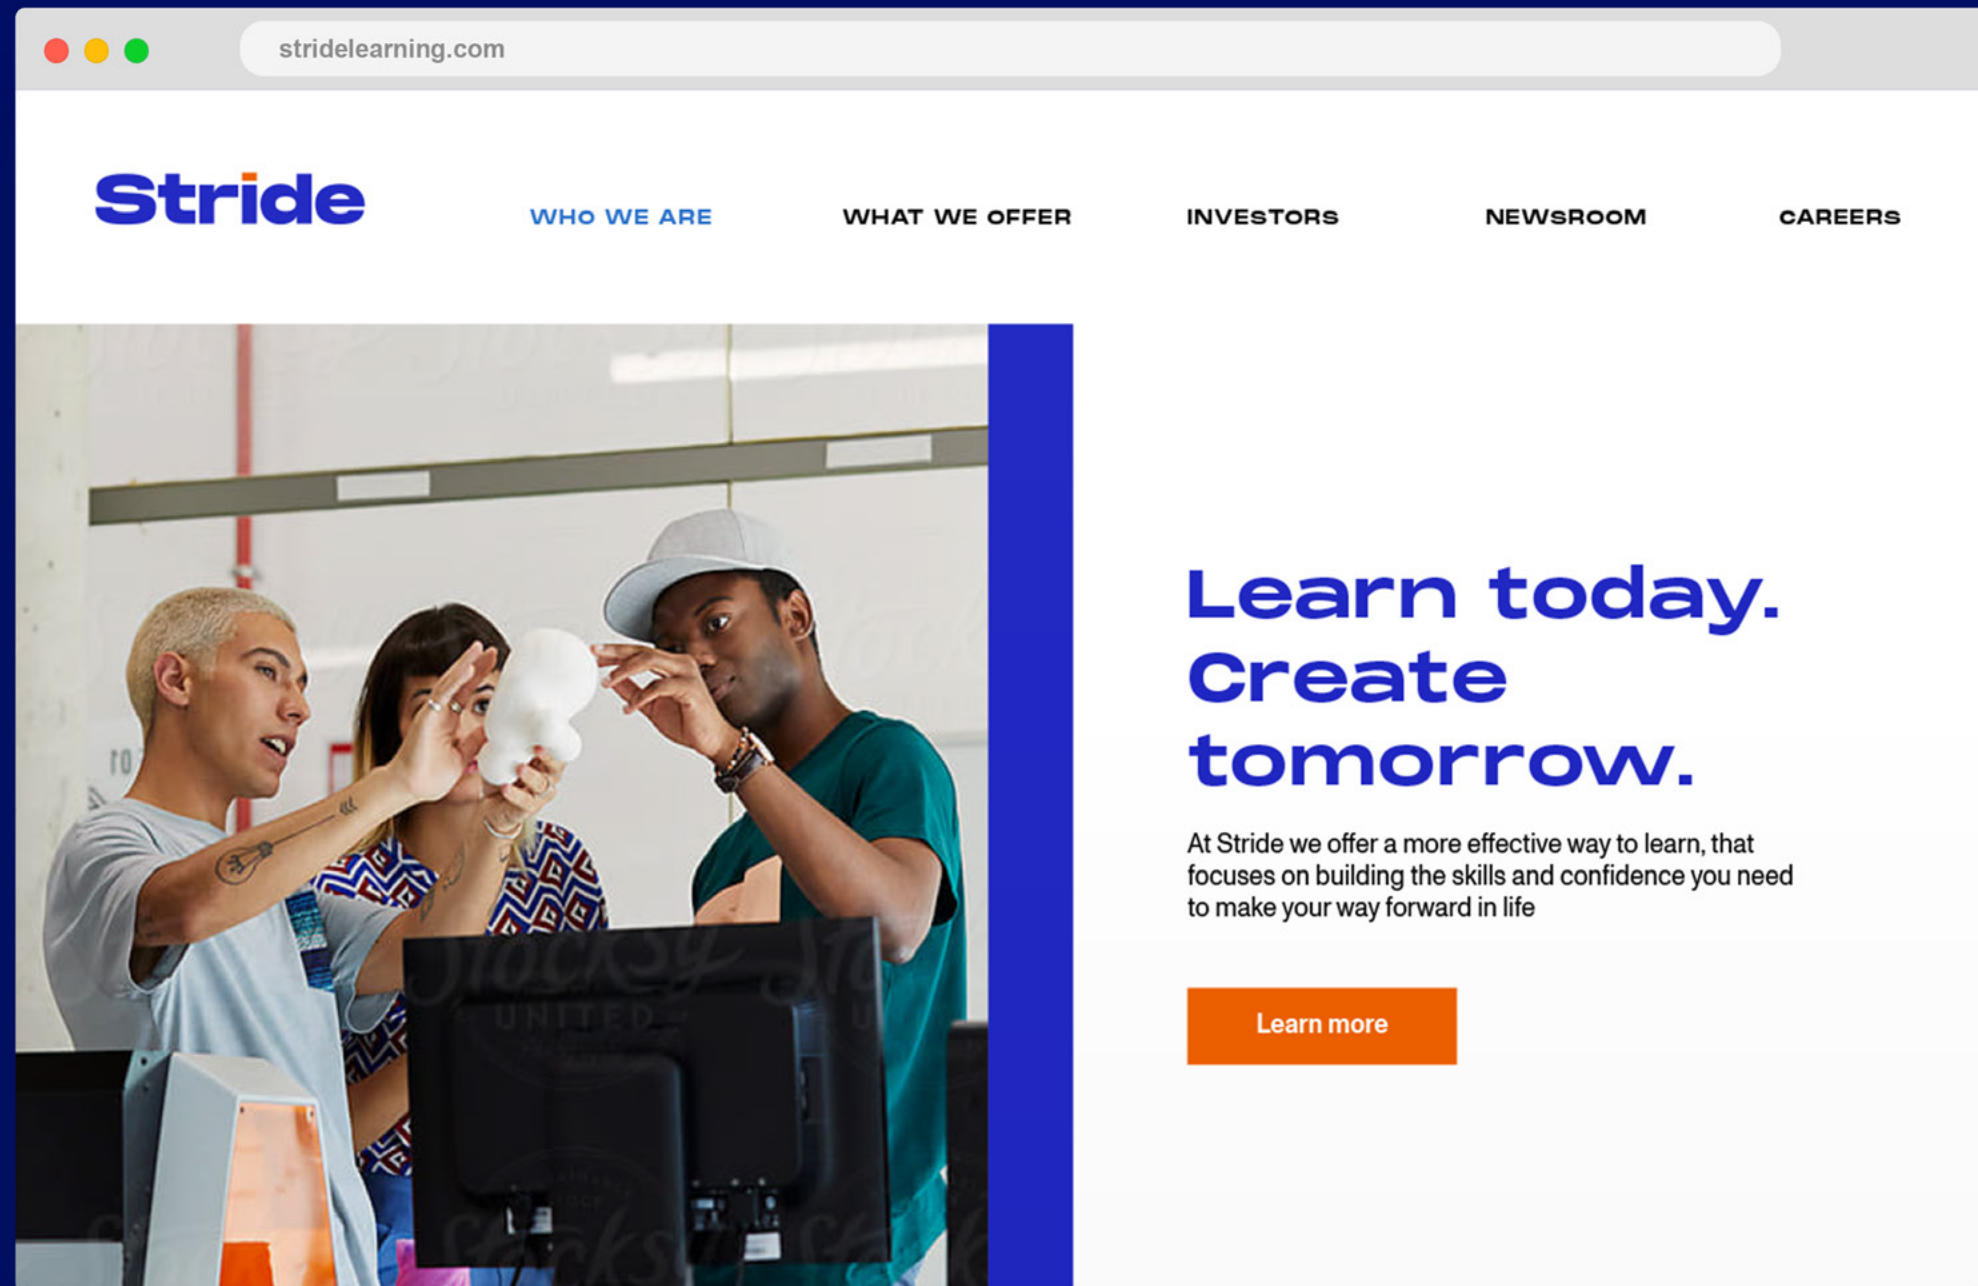 stridelearning.com
Stride
WHO WE ARE
WHAT WE OFFER
INVESTORS
NEWSROOM
CAREERS
Learn today.
Create
tomorrow.
At Stride we offer a more effective way to learn, that
focuses on building the skills and confidence you need
to make your way forward in life
Learn more
Stocksy
UNITED